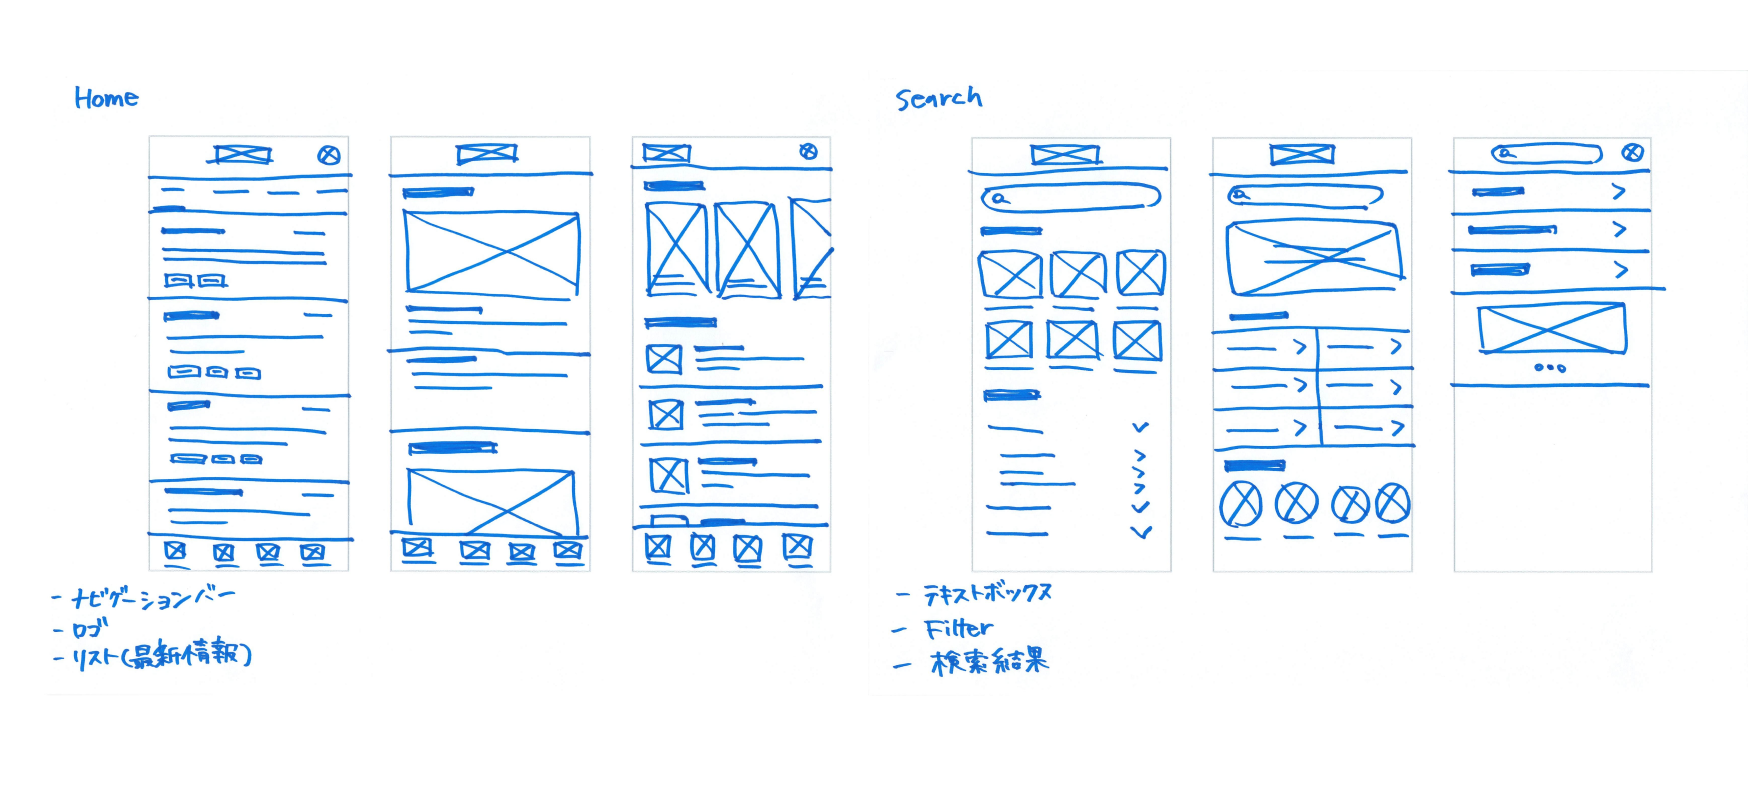 Home
- ナビゲーションバー
- ロゴ
- リスト(最新情報)
Search
- テキストボックス
- Filter
- 検索結果